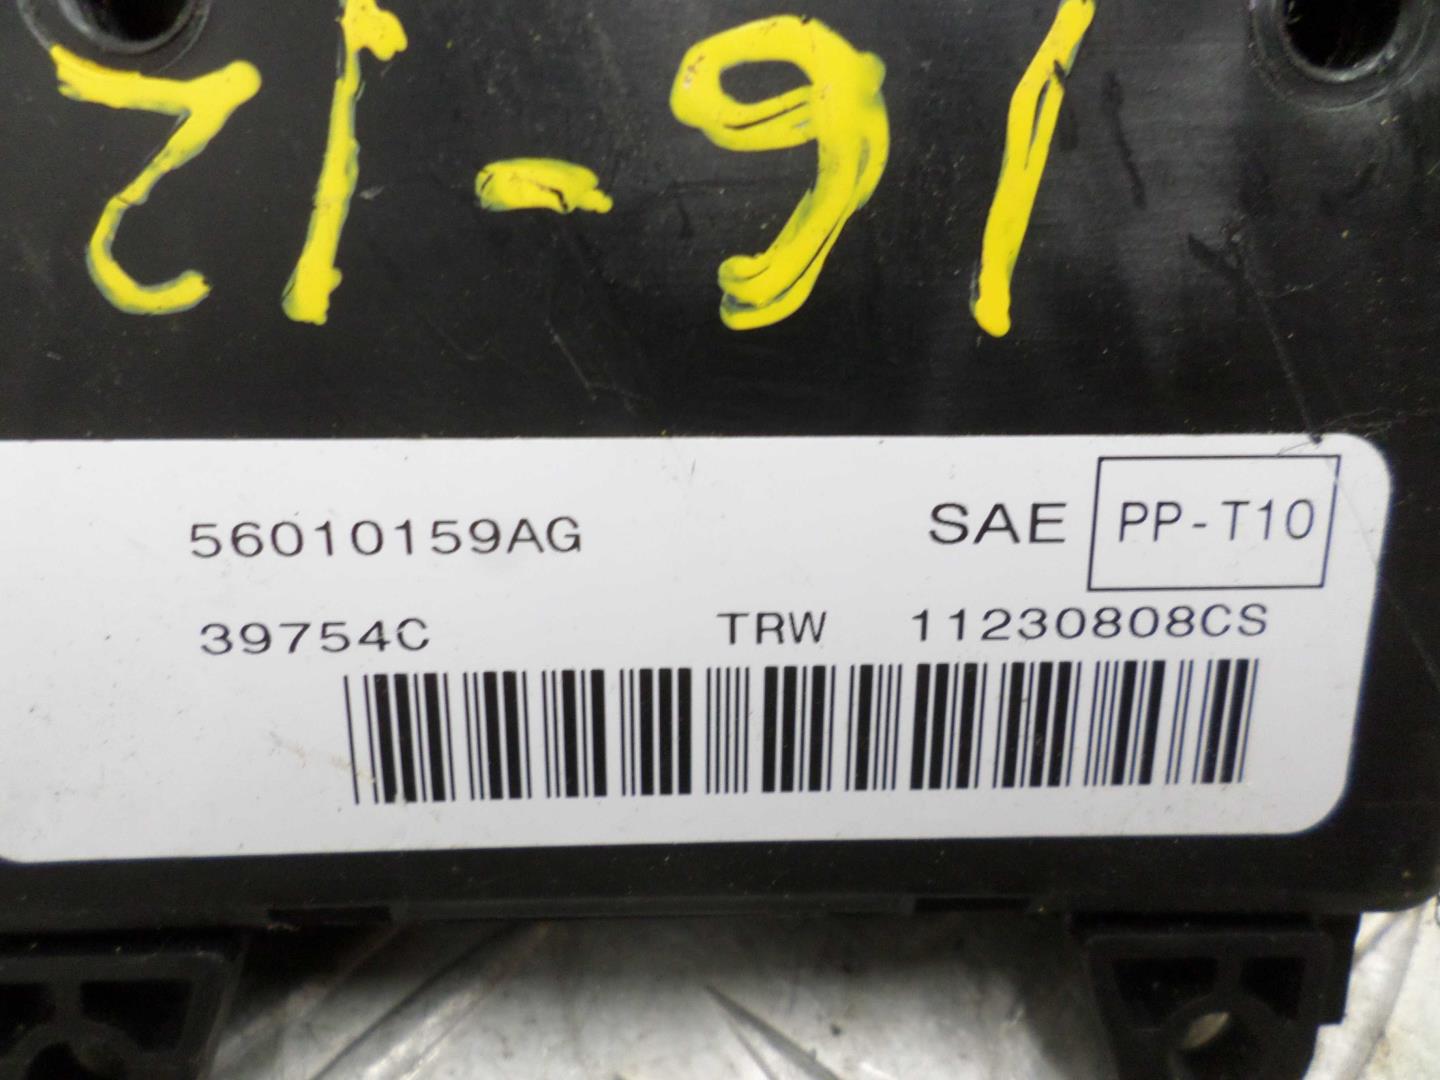 16-12
56010159AG SAE PP-T10
39754C TRW 11230808CS